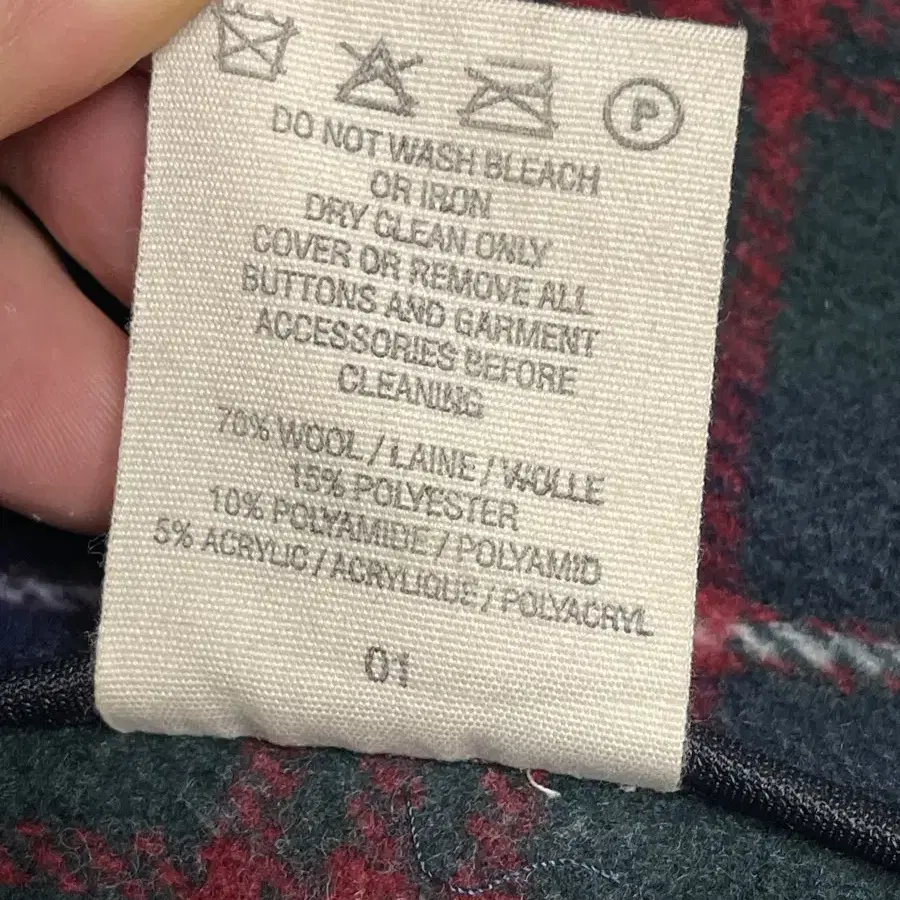 P
DO NOT WASH BLEACH
OR IRON
DRY CLEAN ONLY
COVER OR REMOVE ALL
BUTTONS AND GARMENT
ACCESSORIES BEFORE
CLEANING
70% WOOL / LAINE / WOLLE
15% POLYESTER
10% POLYAMIDE / POLYAMID
5% ACRYLIC / ACRYLIQUE / POLYACRYL
01